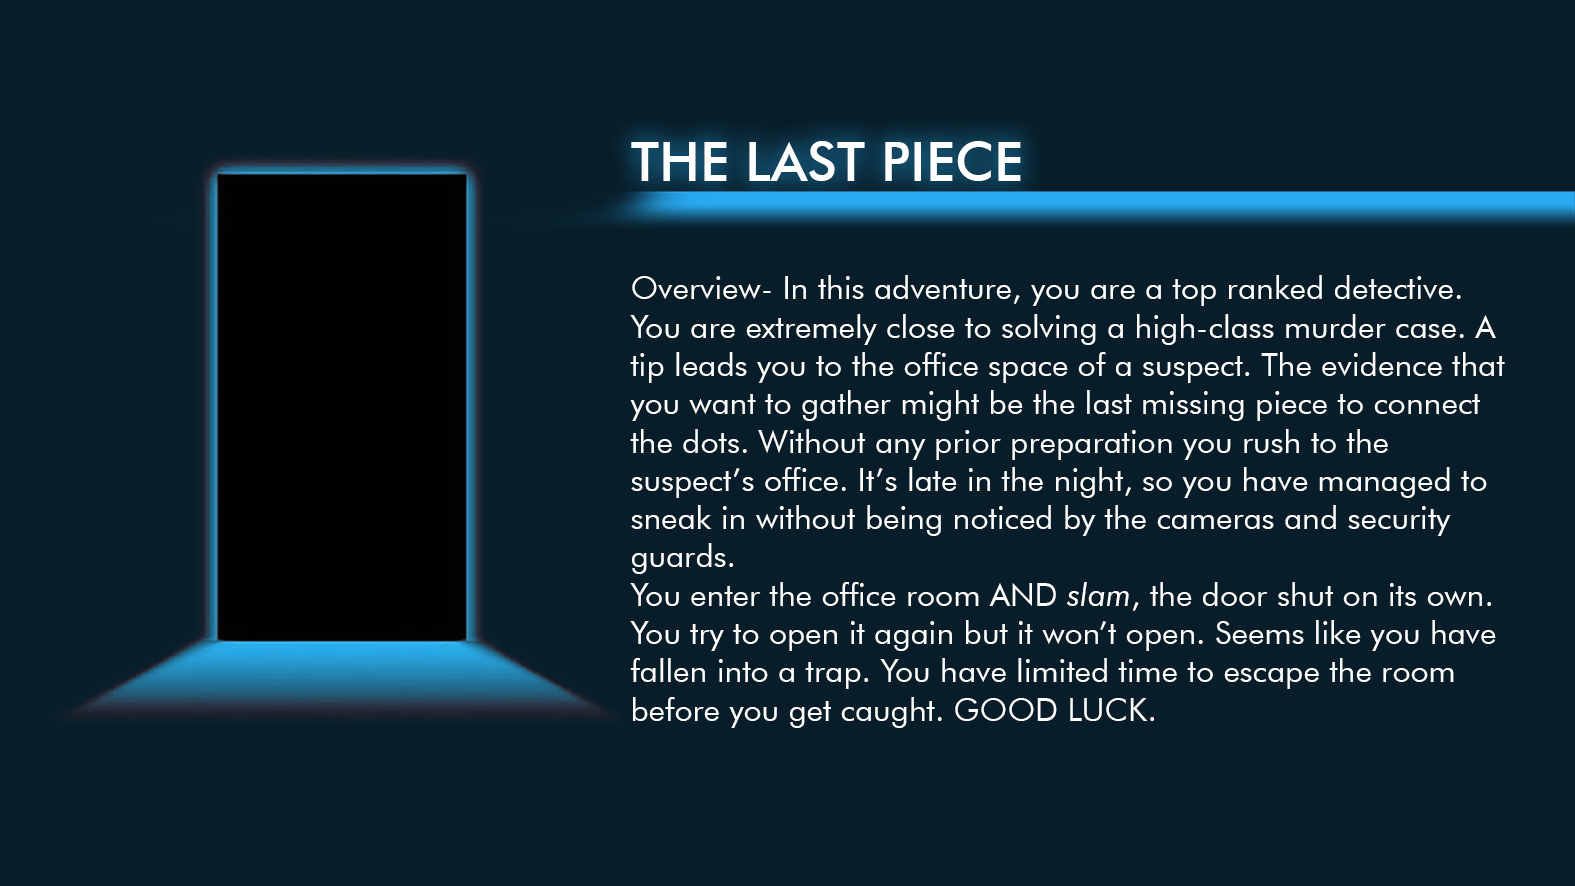 THE LAST PIECE
Overview- In this adventure, you are a top ranked detective.
You are extremely close to solving a high-class murder case. A
tip leads you to the office space of a suspect. The evidence that
you want to gather might be the last missing piece to connect
the dots. Without any prior preparation you rush to the
suspect’s office. It’s late in the night, so you have managed to
sneak in without being noticed by the cameras and security
guards.
You enter the office room AND slam, the door shut on its own.
You try to open it again but it won’t open. Seems like you have
fallen into a trap. You have limited time to escape the room
before you get caught. GOOD LUCK.